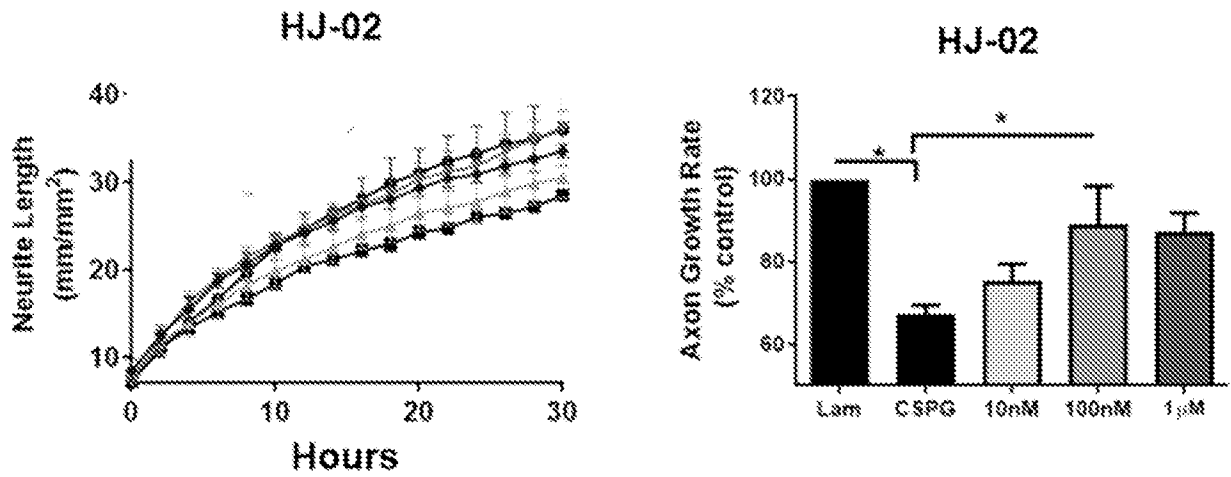 HJ-02
Neurite Length
(mm/mm²)
40
30
20
10
0
10
20
30
Hours
HJ-02
Axon Growth Rate
(% control)
120
100
80
60
*
*
Lam
CSPG
10nM
100nM
1µM